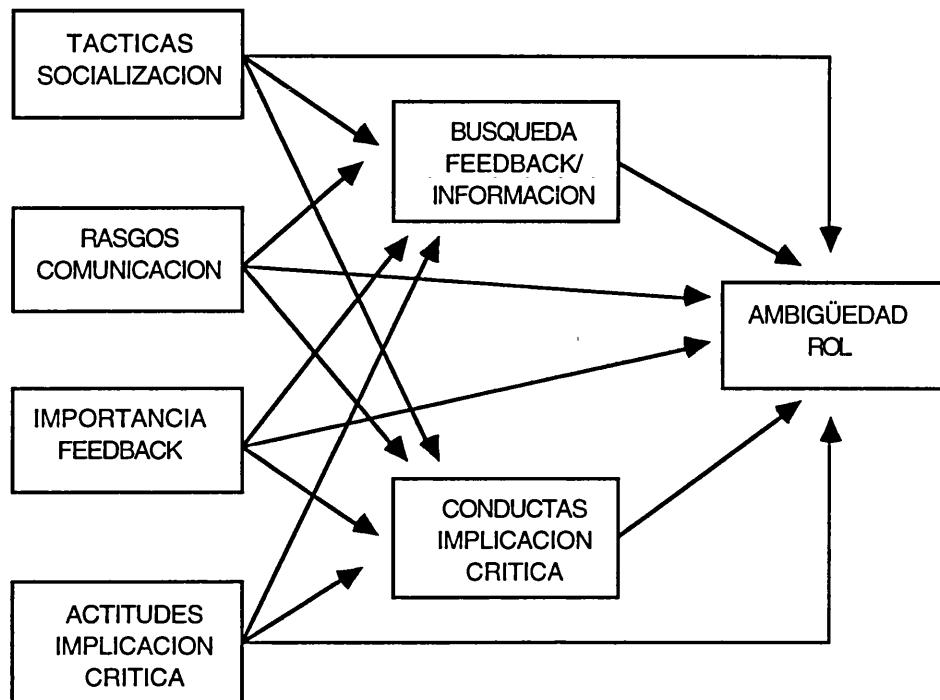 TACTICAS
SOCIALIZACION
BUSQUEDA
FEEDBACK/
INFORMACION
RASGOS
COMUNICACION
AMBIGÜEDAD
ROL
IMPORTANCIA
FEEDBACK
CONDUCTAS
IMPLICACION
CRITICA
ACTITUDES
IMPLICACION
CRITICA